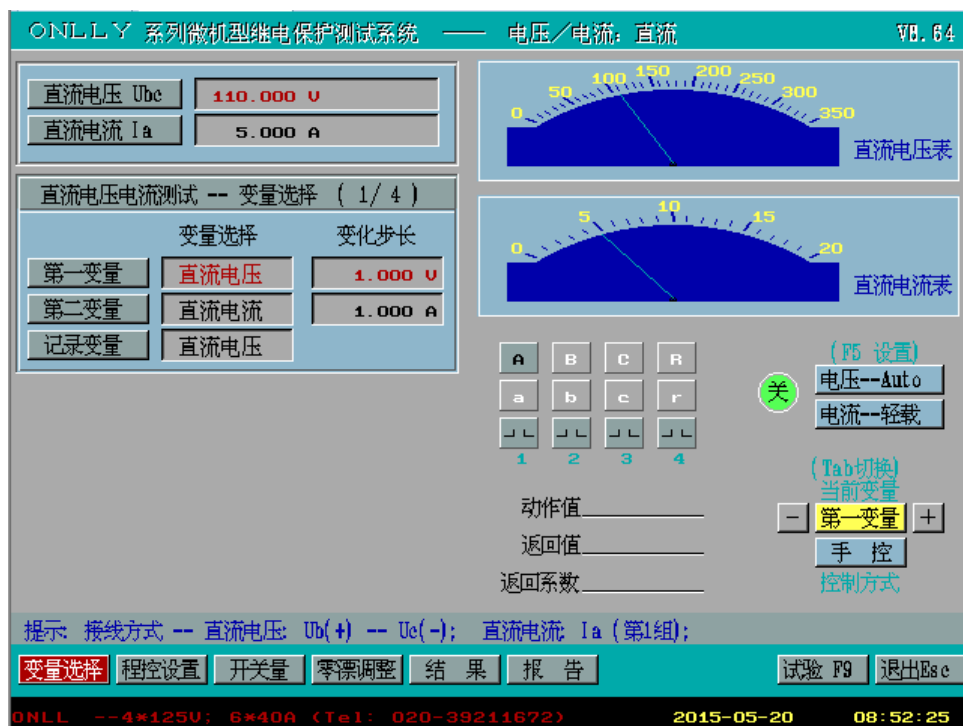 ONLLY 系列微机型继电保护测试系统 —— 电压/电流: 直流 V8.64
直流电压 Ubc 110.000 V
直流电流 Ia 5.000 A
0 50 100 150 200 250 300 350
直流电压表
直流电压电流测试 -- 变量选择 ( 1/ 4 )
变量选择 变化步长
第一变量 直流电压 1.000 V
第二变量 直流电流 1.000 A
记录变量 直流电压
0 5 10 15 20
直流电流表
A B C R
a b c r
1 2 3 4
关
(F5 设置)
电压--Auto
电流--轻载
(Tab切换)
当前变量
- 第一变量 +
手 控
控制方式
动作值
返回值
返回系数
提示: 接线方式 -- 直流电压: Ub(+) -- Uc(-); 直流电流: Ia (第1组);
变量选择 程控设置 开关量 零漂调整 结 果 报 告 试验 F9 退出Esc
ONLL --4*125V; 6*40A (Tel: 020-39211672) 2015-05-20 08:52:25